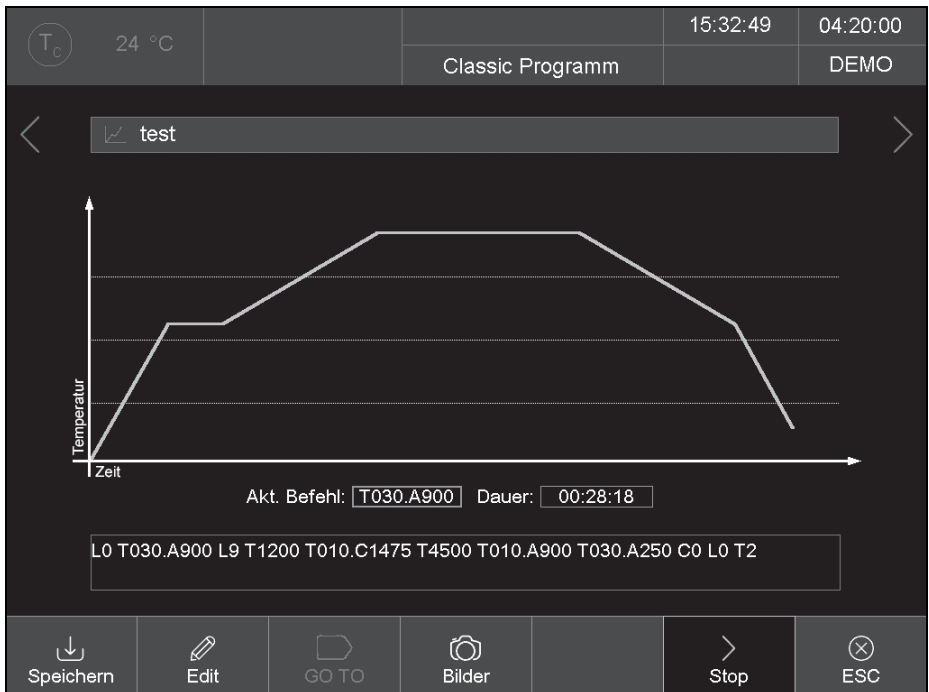 Tc 24 °C 15:32:49 04:20:00
Classic Programm DEMO
test
Temperatur
Zeit
Akt. Befehl: T030.A900 Dauer: 00:28:18
L0 T030.A900 L9 T1200 T010.C1475 T4500 T010.A900 T030.A250 C0 L0 T2
Speichern Edit GO TO Bilder Stop ESC